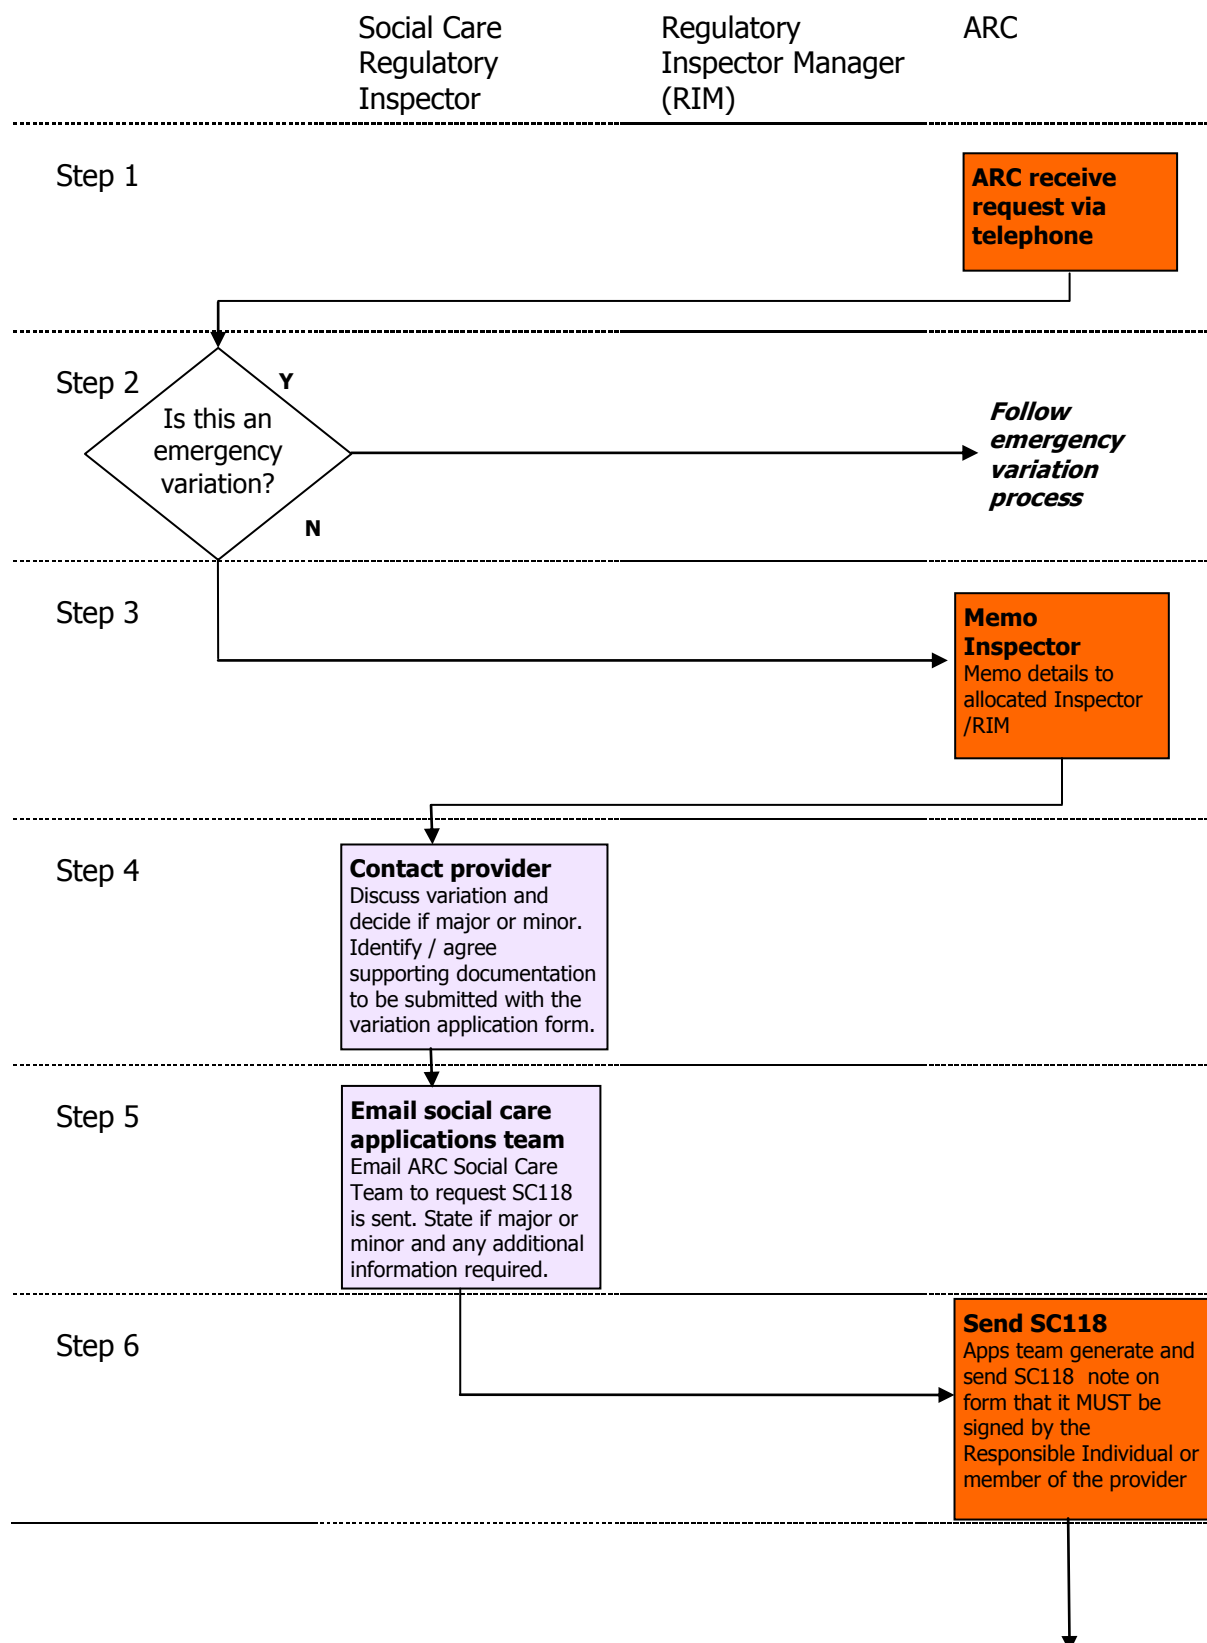 Social Care
Regulatory
Inspector
Regulatory
Inspector Manager
(RIM)
ARC
Step 1
ARC receive
request via
telephone
Step 2
Y
Is this an
emergency
variation?
N
Follow
emergency
variation
process
Step 3
Memo
Inspector
Memo details to
allocated Inspector
/RIM
Step 4
Contact provider
Discuss variation and
decide if major or minor.
Identify / agree
supporting documentation
to be submitted with the
variation application form.
Step 5
Email social care
applications team
Email ARC Social Care
Team to request SC118
is sent. State if major or
minor and any additional
information required.
Step 6
Send SC118
Apps team generate and
send SC118  note on
form that it MUST be
signed by the
Responsible Individual or
member of the provider